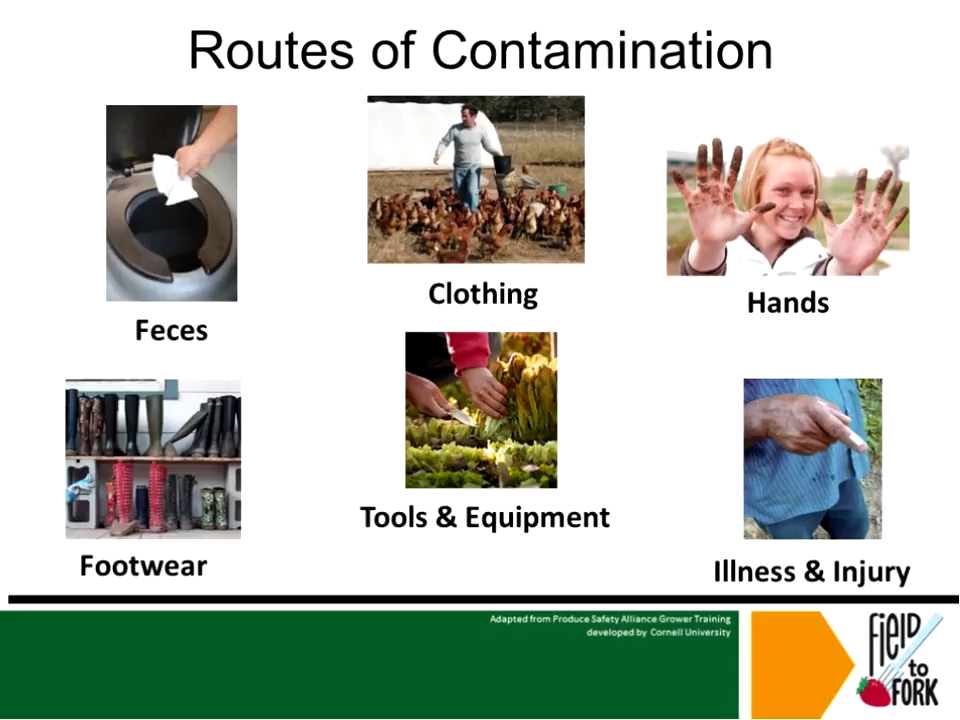 Routes of Contamination
Feces
Clothing
Hands
Footwear
Tools & Equipment
Illness & Injury
Adapted from Produce Safety Alliance Grower Training
developed by Cornell University
FiELD
to
FORK